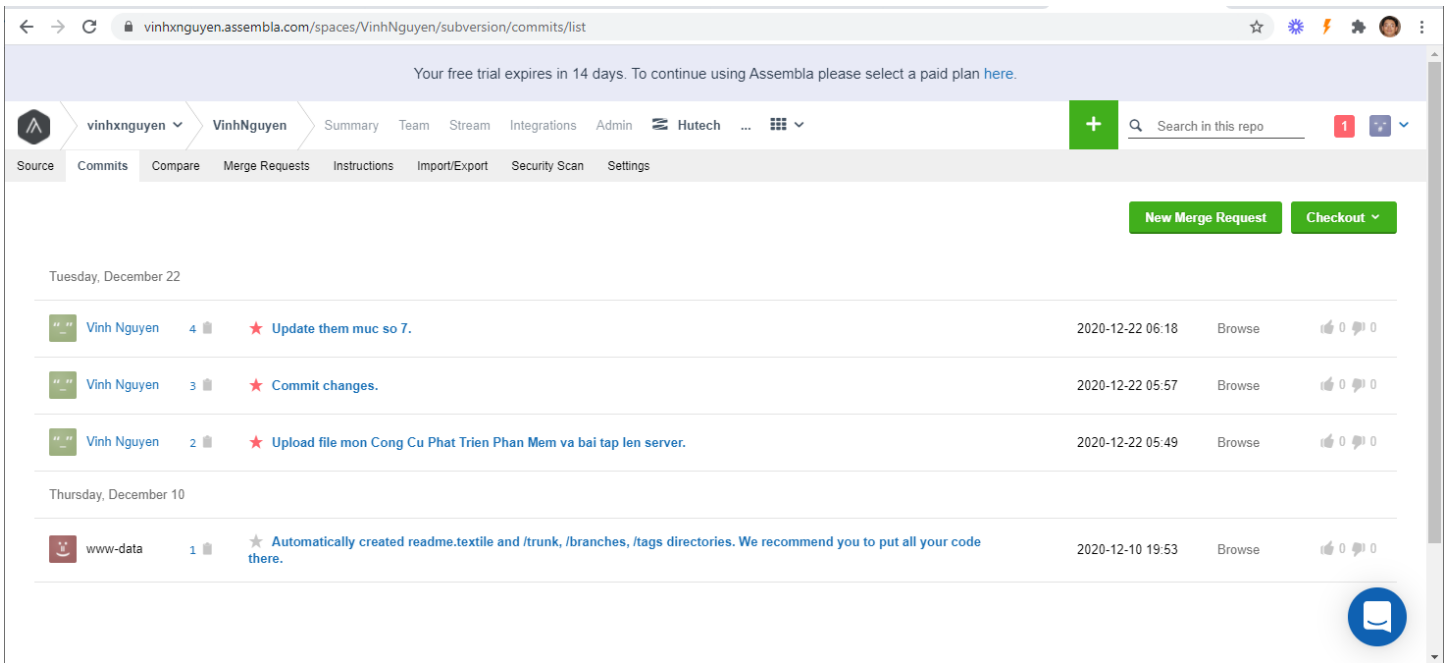 vinhxnguyen.assembla.com/spaces/VinhNguyen/subversion/commits/list
Your free trial expires in 14 days. To continue using Assembla please select a paid plan here.
vinhxnguyen VinhNguyen Summary Team Stream Integrations Admin Hutech ... + Search in this repo 1
Source Commits Compare Merge Requests Instructions Import/Export Security Scan Settings
New Merge Request Checkout
Tuesday, December 22
Vinh Nguyen 4 Update them muc so 7. 2020-12-22 06:18 Browse 0 0
Vinh Nguyen 3 Commit changes. 2020-12-22 05:57 Browse 0 0
Vinh Nguyen 2 Upload file mon Cong Cu Phat Trien Phan Mem va bai tap len server. 2020-12-22 05:49 Browse 0 0
Thursday, December 10
www-data 1 Automatically created readme.textile and /trunk, /branches, /tags directories. We recommend you to put all your code 2020-12-10 19:53 Browse 0 0
there.